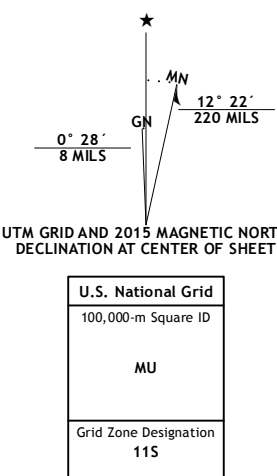 ★
MN
GN
12° 22´
220 MILS
0° 28´
8 MILS
UTM GRID AND 2015 MAGNETIC NORT
DECLINATION AT CENTER OF SHEET
U.S. National Grid
100,000-m Square ID
MU
Grid Zone Designation
11S